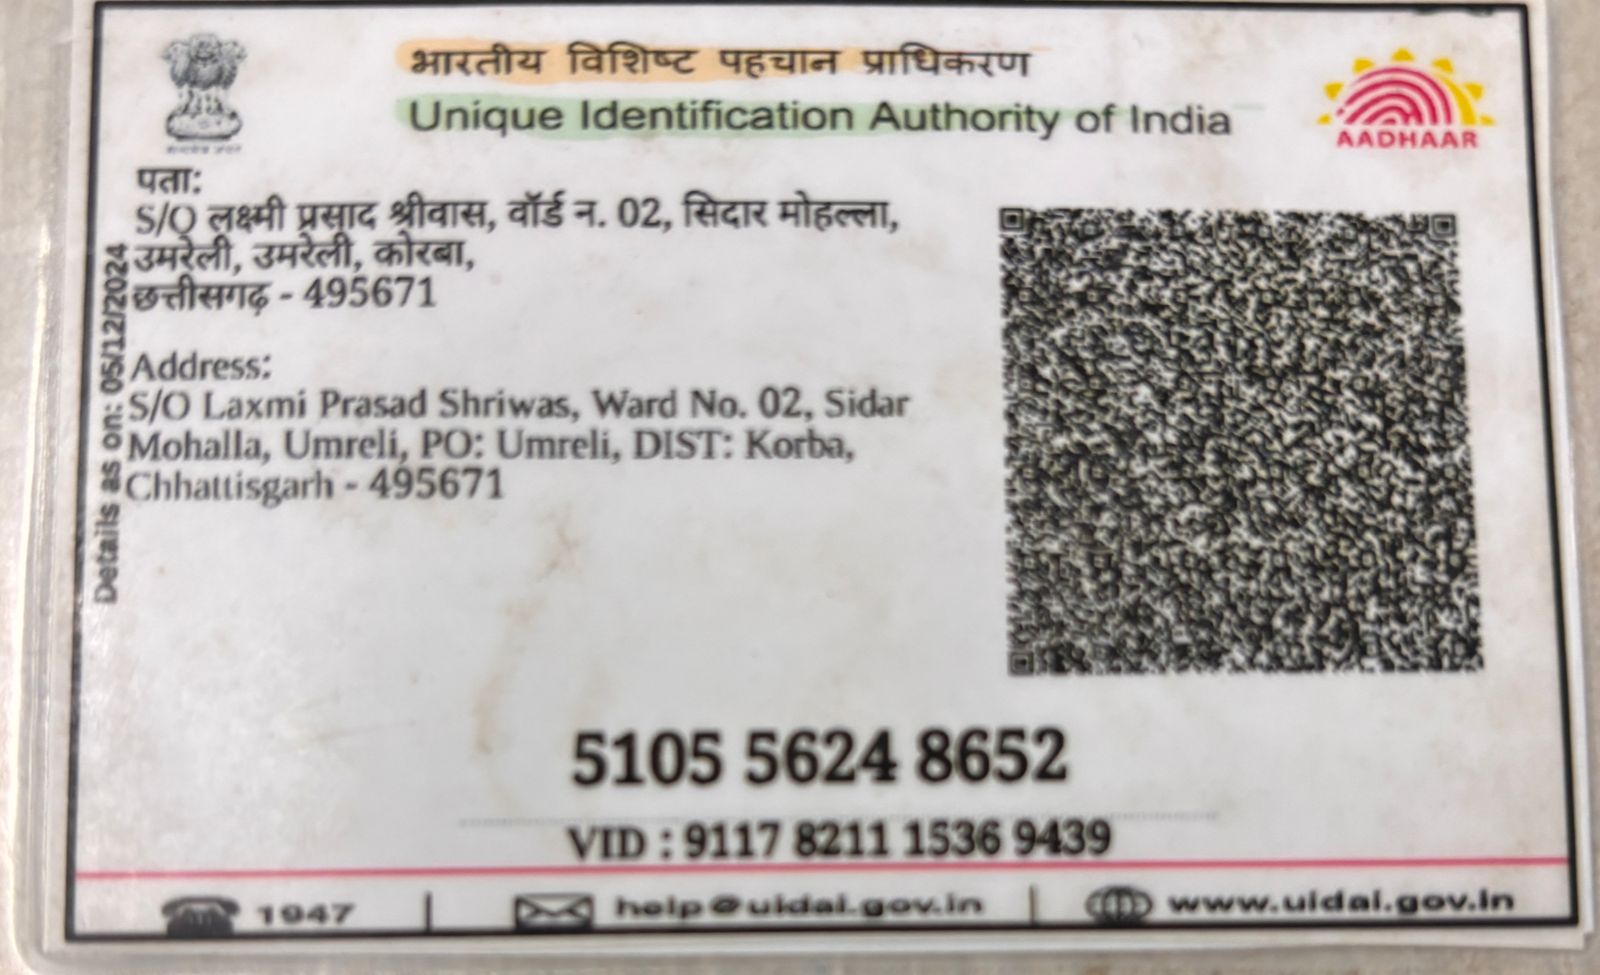 भारतीय विशिष्ट पहचान प्राधिकरण
Unique Identification Authority of India
AADHAAR
पता:
S/O लक्ष्मी प्रसाद श्रीवास, वॉर्ड न. 02, सिदार मोहल्ला,
उमरेली, उमरेली, कोरबा,
छत्तीसगढ़ - 495671
Address:
S/O Laxmi Prasad Shriwas, Ward No. 02, Sidar
Mohalla, Umreli, PO: Umreli, DIST: Korba,
Chhattisgarh - 495671
Details as on: 05/12/2024
5105 5624 8652
VID : 9117 8211 1536 9439
1947
help@uidai.gov.in
www.uidai.gov.in